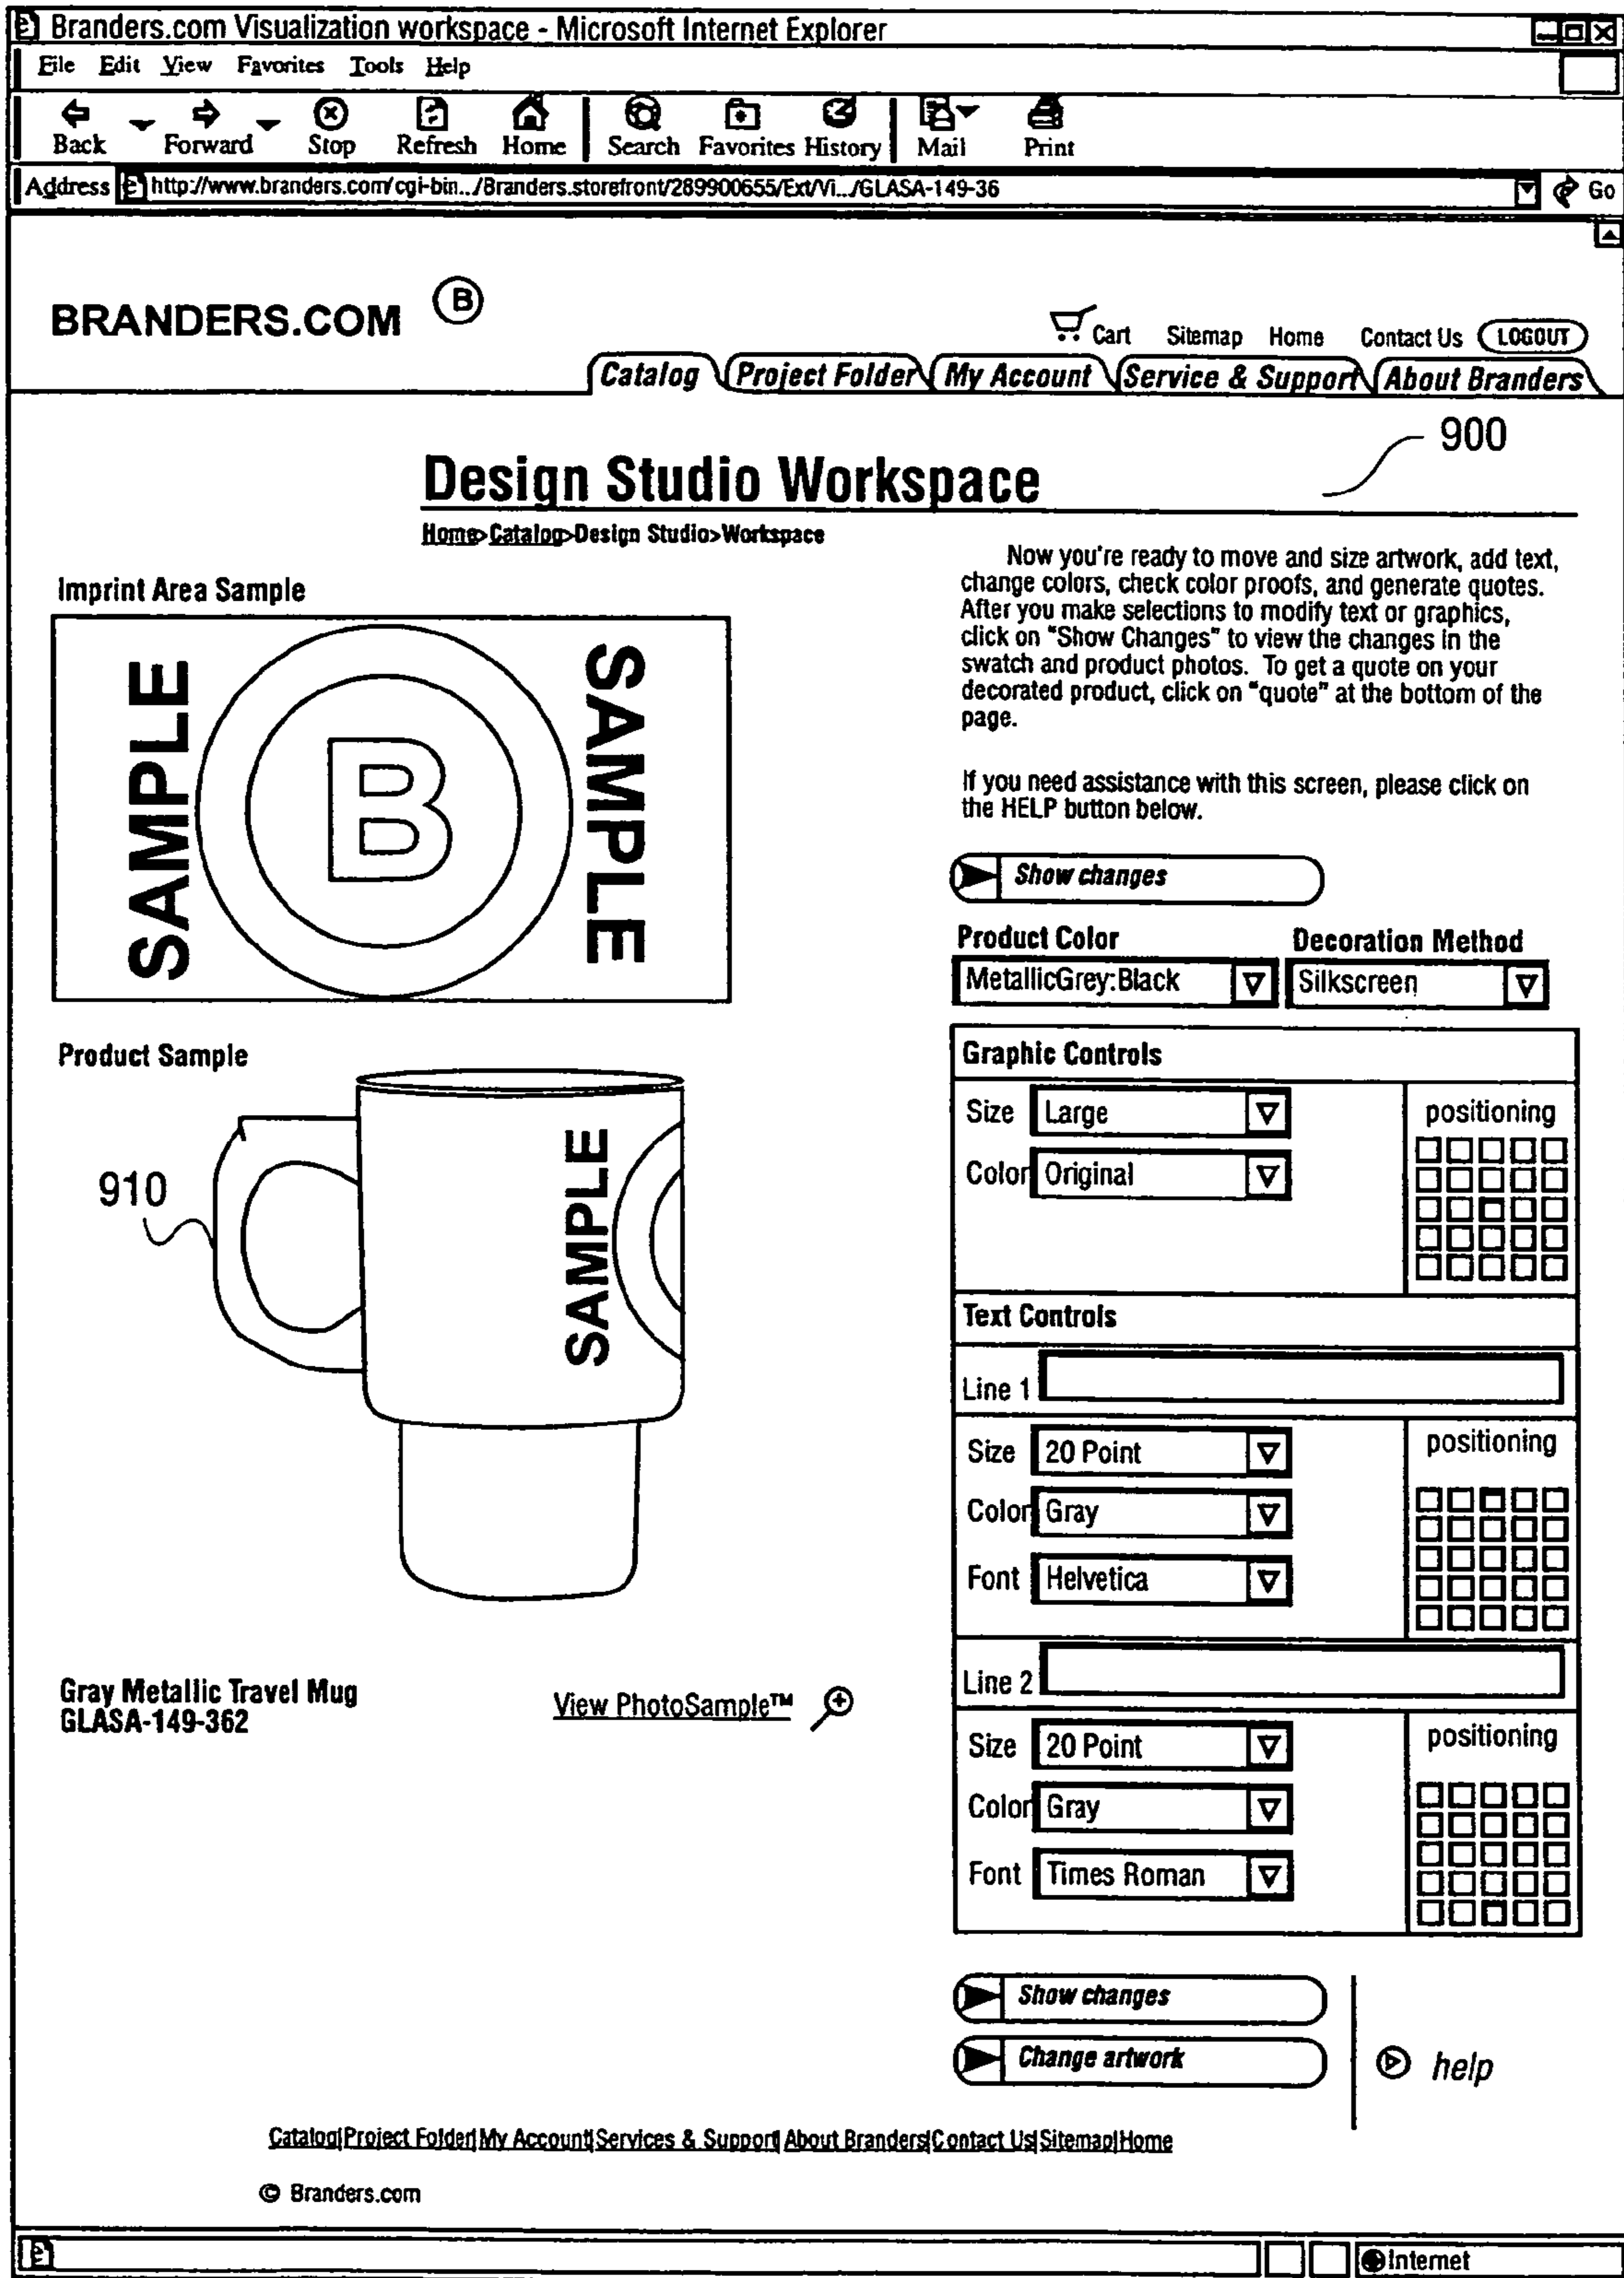 Branders.com Visualization workspace - Microsoft Internet Explorer
File Edit View Favorites Tools Help
Back Forward Stop Refresh Home Search Favorites History Mail Print
Address http://www.branders.com/cgi-bin../Branders.storefront/289900655/Ext/Vi.../GLASA-149-36 Go
BRANDERS.COM B
Cart Sitemap Home Contact Us LOGOUT
Catalog Project Folder My Account Service & Support About Branders
900
Design Studio Workspace
Home>Catalog>Design Studio>Workspace
Imprint Area Sample
SAMPLE B SAMPLE
Product Sample
910
SAMPLE
Gray Metallic Travel Mug
GLASA-149-362
View PhotoSample™
Now you're ready to move and size artwork, add text,
change colors, check color proofs, and generate quotes.
After you make selections to modify text or graphics,
click on "Show Changes" to view the changes in the
swatch and product photos. To get a quote on your
decorated product, click on "quote" at the bottom of the
page.
If you need assistance with this screen, please click on
the HELP button below.
Show changes
Product Color Decoration Method
MetallicGrey:Black Silkscreen
Graphic Controls
Size Large positioning
Color Original
Text Controls
Line 1
Size 20 Point positioning
Color Gray
Font Helvetica
Line 2
Size 20 Point positioning
Color Gray
Font Times Roman
Show changes
Change artwork
help
Catalog|Project Folder|My Account|Services & Support|About Branders|Contact Us|Sitemap|Home
© Branders.com
Internet